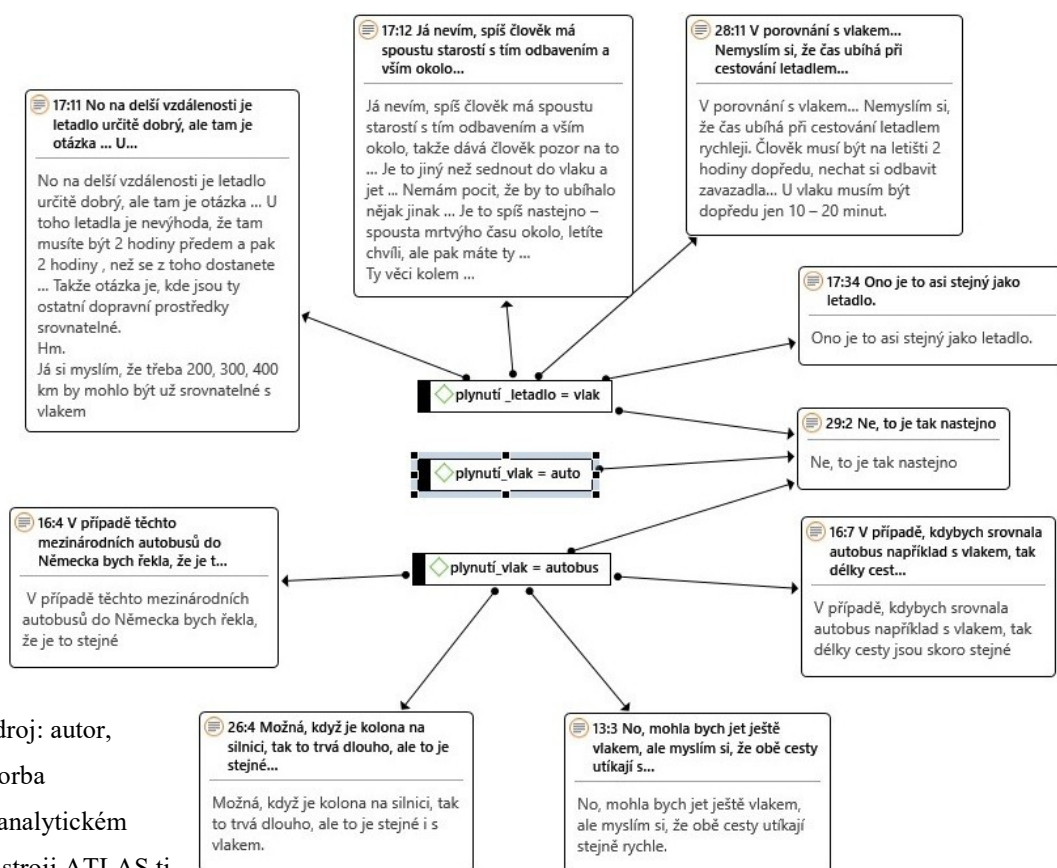 17:12 Já nevím, spíš člověk má
spoustu starostí s tím odbavením a
vším okolo...
Já nevím, spíš člověk má spoustu
starostí s tím odbavením a vším
okolo, takže dává člověk pozor na to
... Je to jiný než sednout do vlaku a
jet ... Nemám pocit, že by to ubíhalo
nějak jinak ... Je to spíš nastejno –
spousta mrtvýho času okolo, letíte
chvíli, ale pak máte ty ...
Ty věci kolem ...
28:11 V porovnání s vlakem...
Nemyslím si, že čas ubíhá při
cestování letadlem...
V porovnání s vlakem... Nemyslím si,
že čas ubíhá při cestování letadlem
rychleji. Člověk musí být na letišti 2
hodiny dopředu, nechat si odbavit
zavazadla... U vlaku musím být
dopředu jen 10 – 20 minut.
17:11 No na delší vzdálenosti je
letadlo určitě dobrý, ale tam je
otázka ... U...
No na delší vzdálenosti je letadlo
určitě dobrý, ale tam je otázka ... U
toho letadla je nevýhoda, že tam
musíte být 2 hodiny předem a pak
2 hodiny , než se z toho dostanete
... Takže otázka je, kde jsou ty
ostatní dopravní prostředky
srovnatelné.
Hm.
Já si myslím, že třeba 200, 300, 400
km by mohlo být už srovnatelné s
vlakem
17:34 Ono je to asi stejný jako
letadlo.
Ono je to asi stejný jako letadlo.
plynutí _letadlo = vlak
29:2 Ne, to je tak nastejno
Ne, to je tak nastejno
plynutí_vlak = auto
16:4 V případě těchto
mezinárodních autobusů do
Německa bych řekla, že je t...
V případě těchto mezinárodních
autobusů do Německa bych řekla,
že je to stejné
plynutí_vlak = autobus
16:7 V případě, kdybych srovnala
autobus například s vlakem, tak
délky cest...
V případě, kdybych srovnala
autobus například s vlakem, tak
délky cesty jsou skoro stejné
droj: autor,
orba
analytickém
stroji ATLAS.ti
26:4 Možná, když je kolona na
silnici, tak to trvá dlouho, ale to je
stejné...
Možná, když je kolona na silnici, tak
to trvá dlouho, ale to je stejné i s
vlakem.
13:3 No, mohla bych jet ještě
vlakem, ale myslím si, že obě cesty
utíkají s...
No, mohla bych jet ještě vlakem,
ale myslím si, že obě cesty utíkají
stejně rychle.